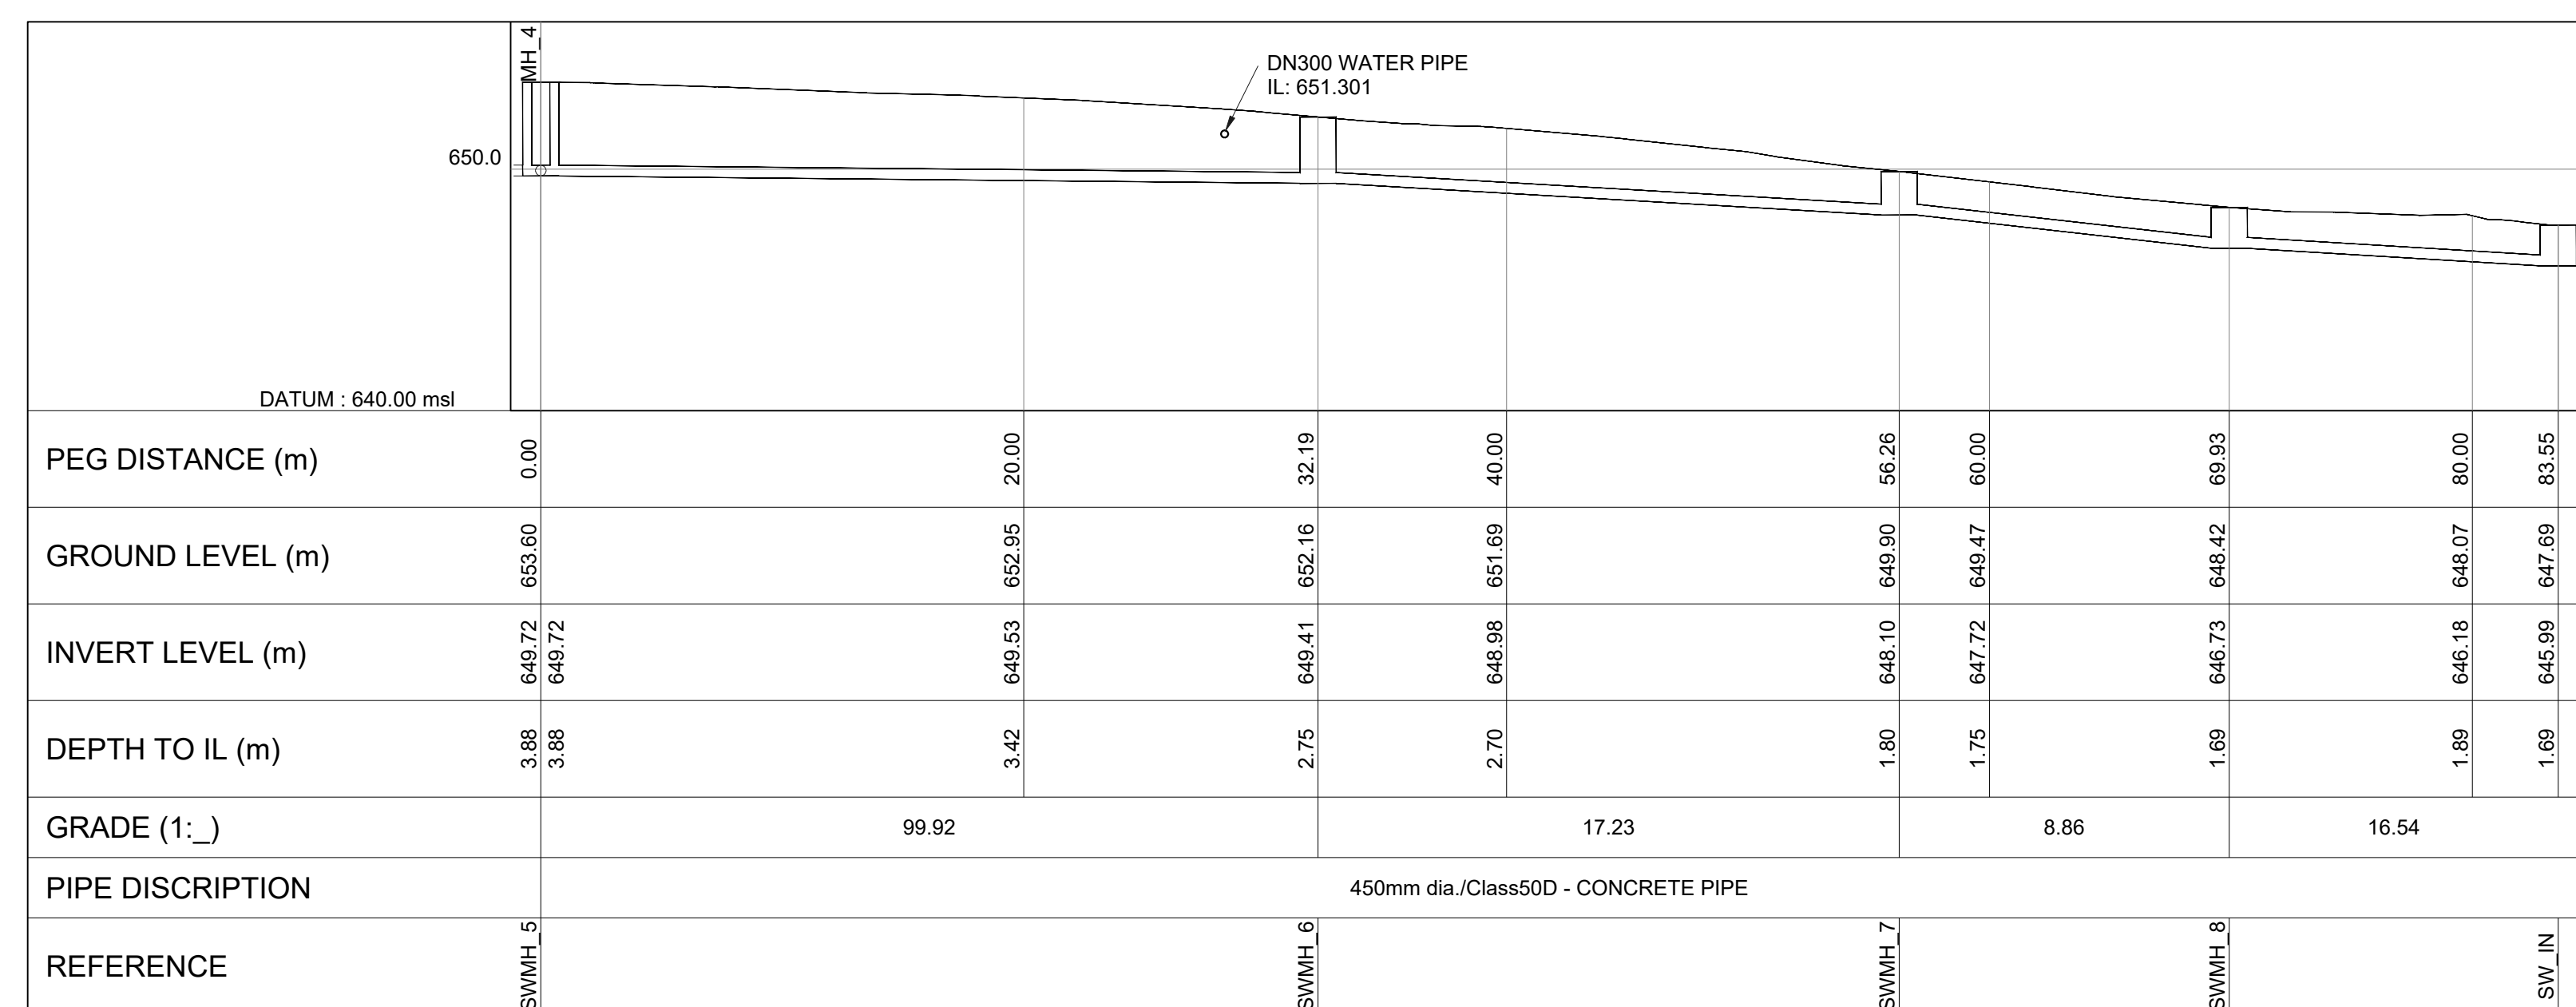 MH_4
DN300 WATER PIPE
IL: 651.301
650.0
DATUM : 640.00 msl
PEG DISTANCE (m) 0.00 20.00 32.19 40.00 56.26 60.00 69.93 80.00 83.55
GROUND LEVEL (m) 653.60 652.95 652.16 651.69 649.90 649.47 648.42 648.07 647.69
INVERT LEVEL (m) 649.72 649.72 649.53 649.41 648.98 648.10 647.72 646.73 646.18 645.99
DEPTH TO IL (m) 3.88 3.88 3.42 2.75 2.70 1.80 1.75 1.69 1.89 1.69
GRADE (1:_) 99.92 17.23 8.86 16.54
PIPE DISCRIPTION 450mm dia./Class50D - CONCRETE PIPE
REFERENCE SWMH_5 SWMH_6 SWMH_7 SWMH_8 SW_IN